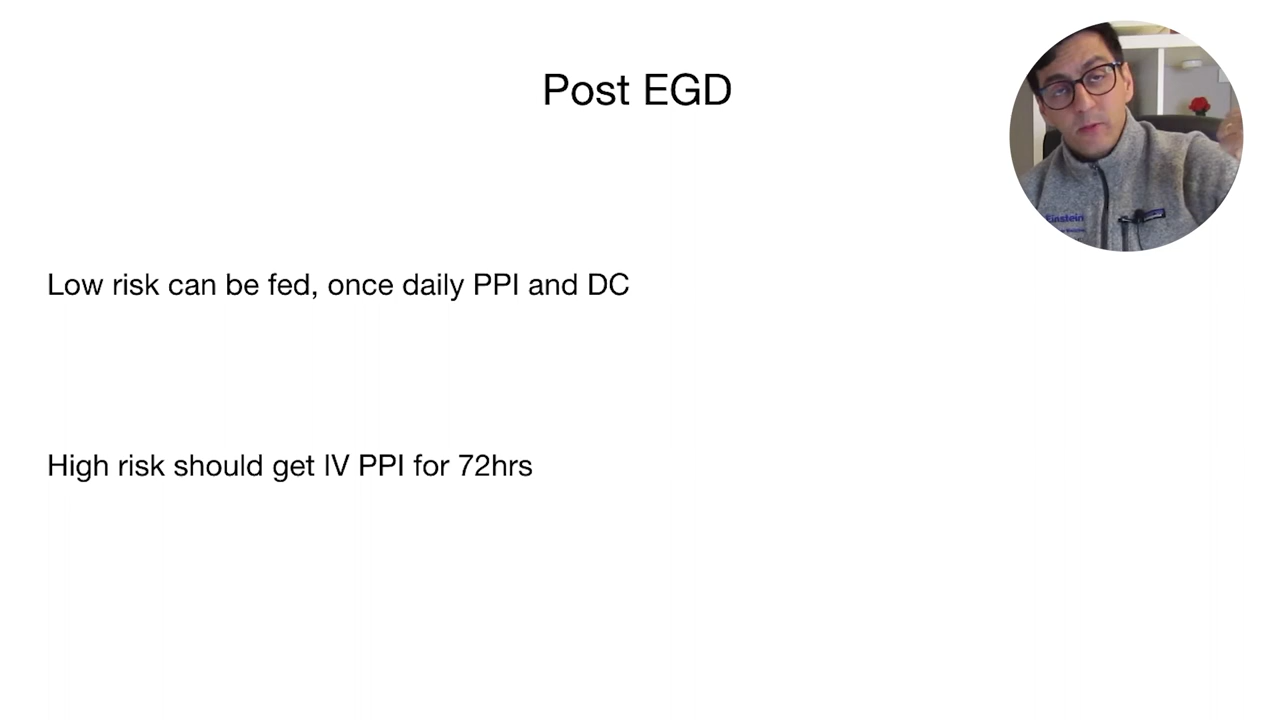 Post EGD
Low risk can be fed, once daily PPI and DC
High risk should get IV PPI for 72hrs
Einstein